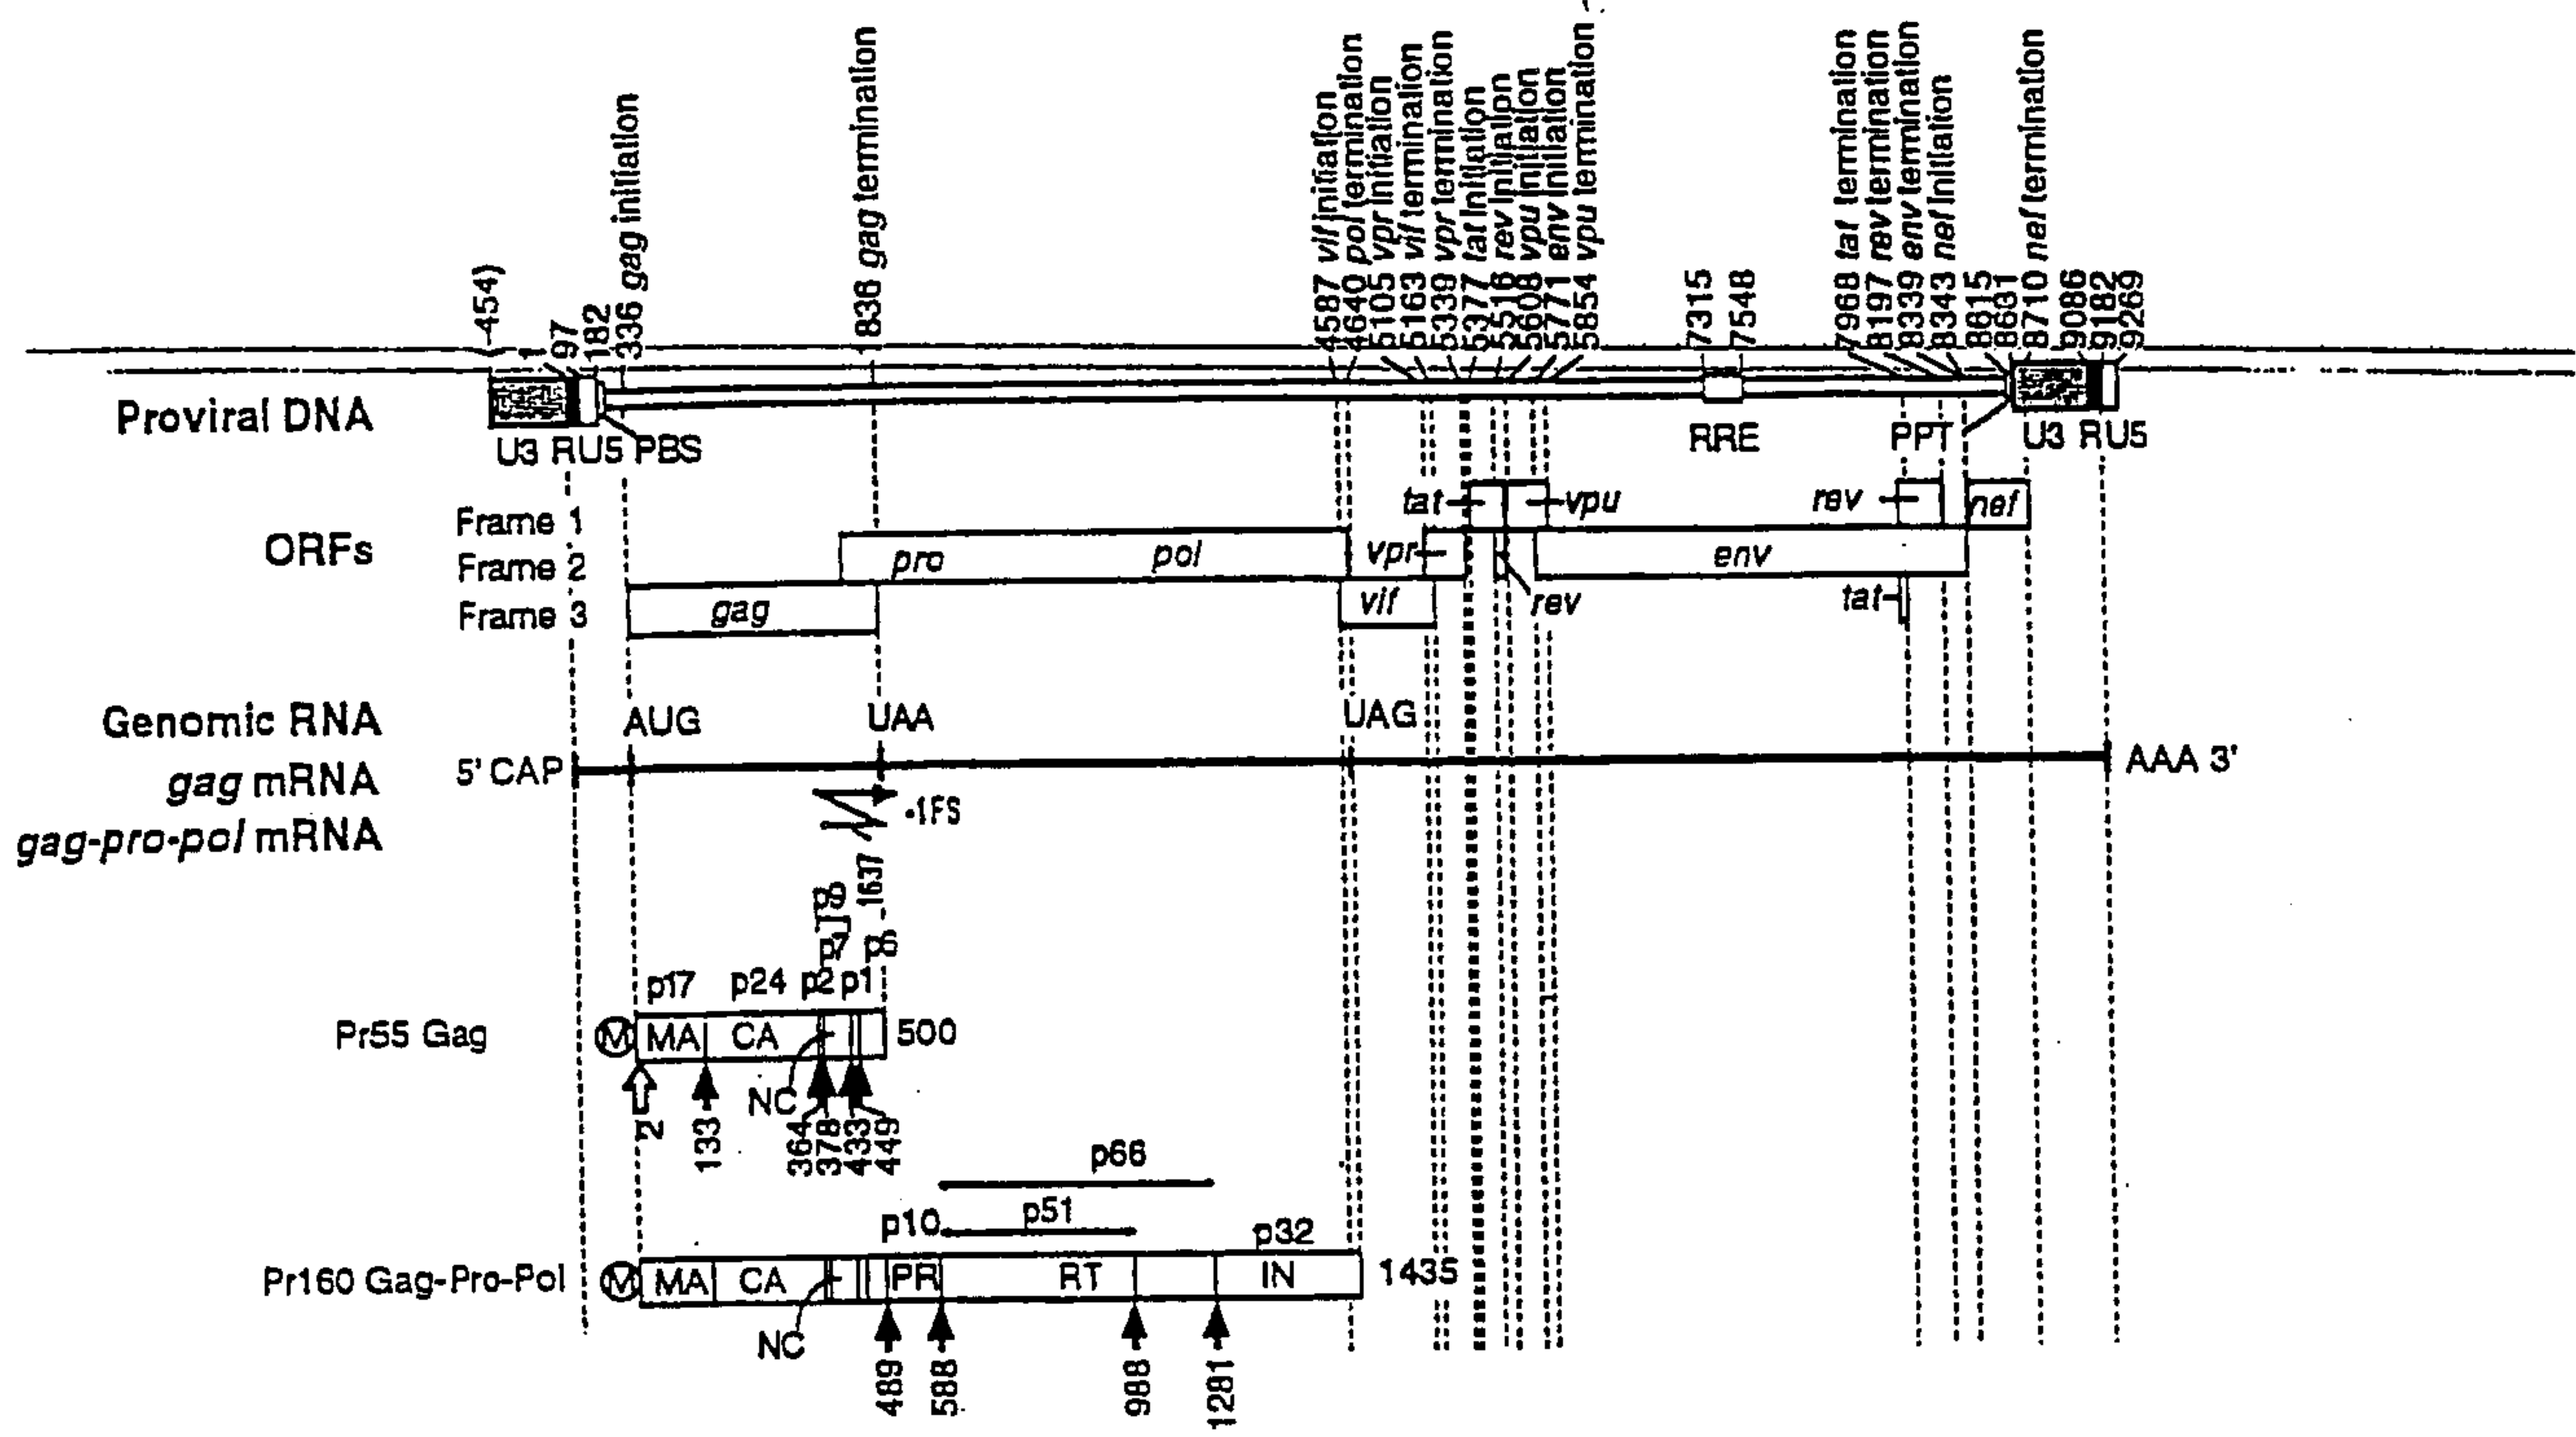 -454)
1
97
182
336 gag initiation
1836 gag termination
4587 vif initiation
4640 pol termination
5105 vpr initiation
5163 vif termination
5339 vpr termination
5377 tat initiation
5516 rev initiation
5608 vpu initiation
5771 env initiation
5854 vpu termination
7315
7548
7968 tat termination
8197 rev termination
8339 env termination
8343 nef initiation
8615
8631
8710 nef termination
9086
9182
9269
Proviral DNA
U3 RU5 PBS
RRE
PPT
U3 RU5
ORFs
Frame 1
Frame 2
Frame 3
tat
vpu
rev
nef
pro
pol
vpr
env
gag
vif
rev
tat
Genomic RNA
AUG
UAA
UAG
gag mRNA
5' CAP
AAA 3'
-1FS
gag-pro-pol mRNA
1637
p9
p7
p6
p17
p24
p2
p1
Pr55 Gag
M
MA
CA
500
NC
2
133
364
378
433
449
p66
p51
p10
p32
Pr160 Gag-Pro-Pol
M
MA
CA
PR
RT
IN
1435
NC
489
588
988
1281